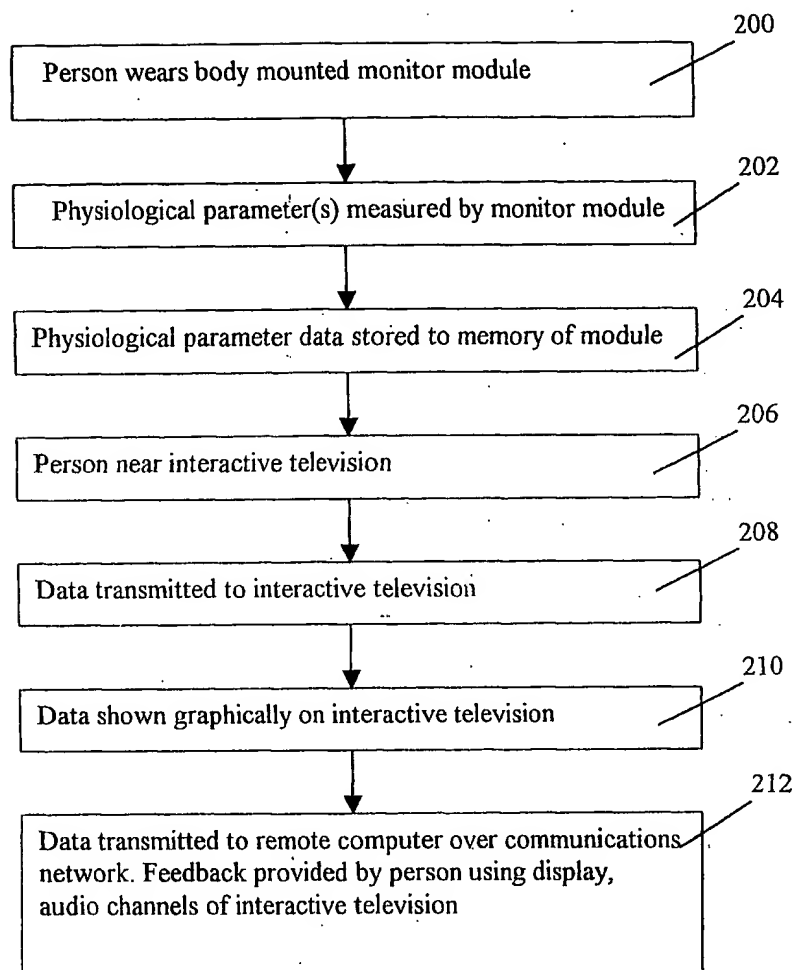 200
Person wears body mounted monitor module
202
Physiological parameter(s) measured by monitor module
204
Physiological parameter data stored to memory of module
206
Person near interactive television
208
Data transmitted to interactive television
210
Data shown graphically on interactive television
212
Data transmitted to remote computer over communications
network. Feedback provided by person using display,
audio channels of interactive television